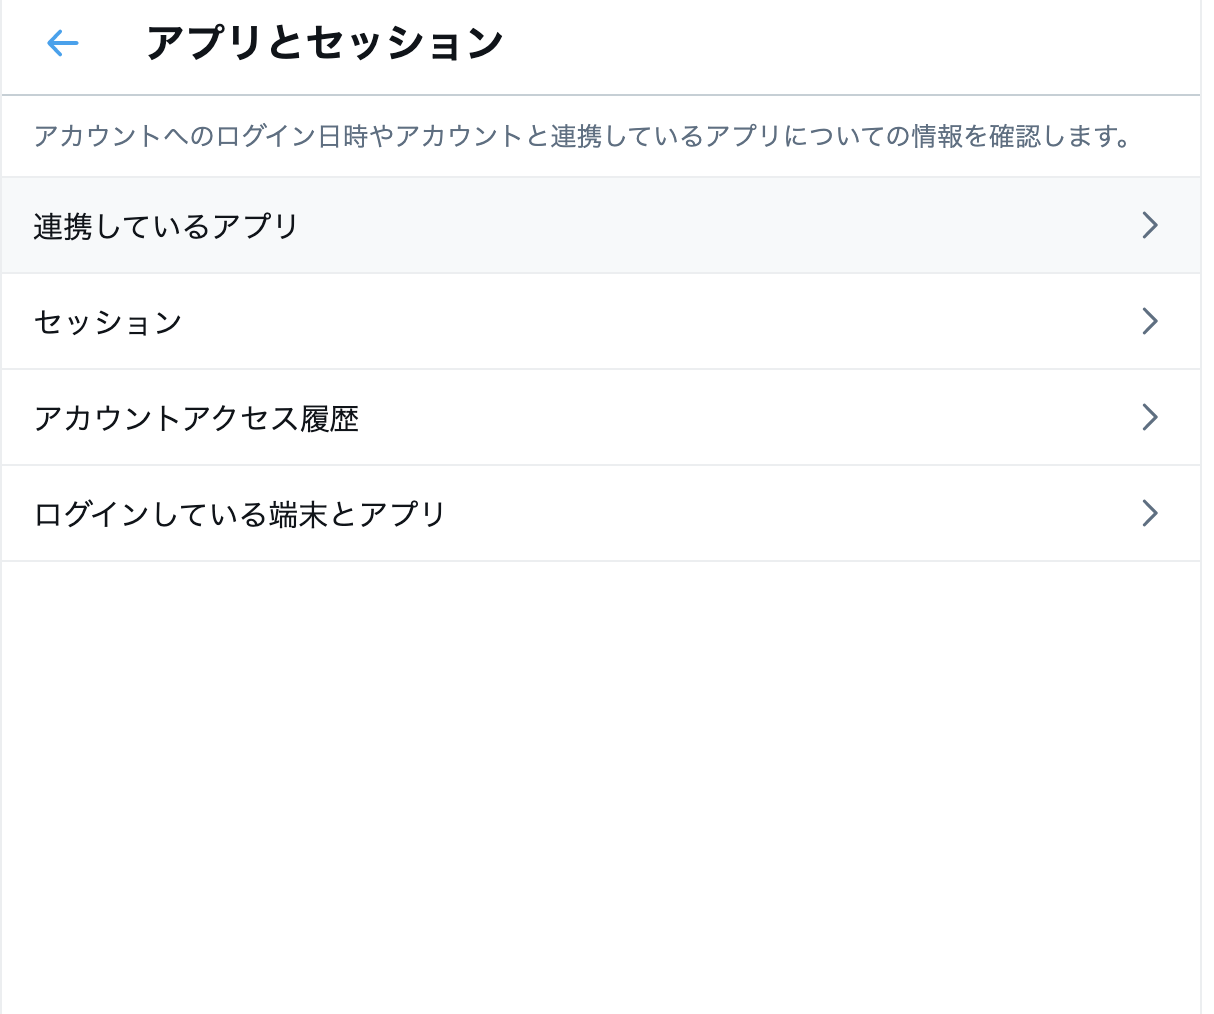 アプリとセッション
アカウントへのログイン日時やアカウントと連携しているアプリについての情報を確認します。
連携しているアプリ
セッション
アカウントアクセス履歴
ログインしている端末とアプリ